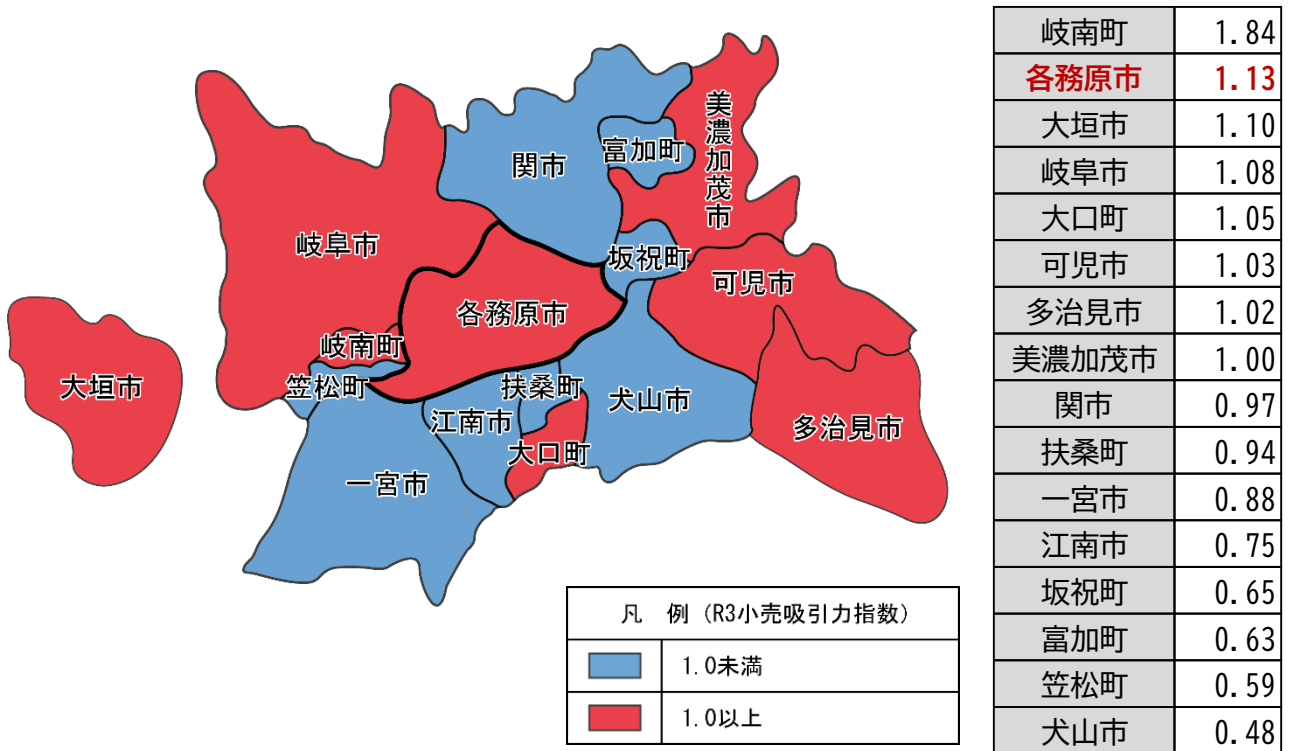 美濃加茂市
富加町
関市
岐阜市
坂祝町
可児市
各務原市
岐南町
大垣市
笠松町
扶桑町
犬山市
江南市
多治見市
大口町
一宮市
凡 例 (R3小売吸引力指数)
1.0未満
1.0以上
岐南町 1.84
各務原市 1.13
大垣市 1.10
岐阜市 1.08
大口町 1.05
可児市 1.03
多治見市 1.02
美濃加茂市 1.00
関市 0.97
扶桑町 0.94
一宮市 0.88
江南市 0.75
坂祝町 0.65
富加町 0.63
笠松町 0.59
犬山市 0.48